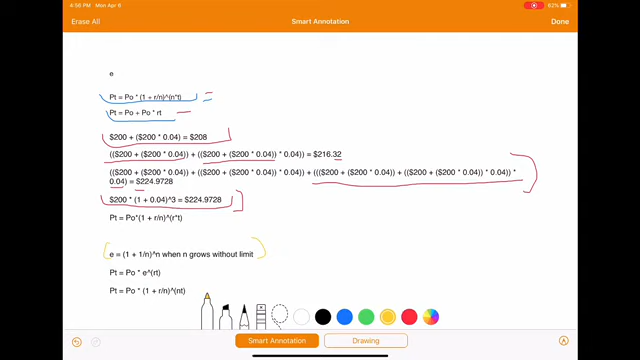 4:56 PM Mon Apr 6
62%
Erase All
Smart Annotation
Done
e
Pt = Po * (1 + r/n)^(n*t)
Pt = Po + Po * rt
$200 + ($200 * 0.04) = $208
(($200 + ($200 * 0.04) + (($200 + ($200 * 0.04)) * 0.04)) = $216.32
(($200 + ($200 * 0.04) + (($200 + ($200 * 0.04)) * 0.04)) + ((($200 + ($200 * 0.04)) + (($200 + ($200 * 0.04)) * 0.04)) *
0.04) = $224.9728
$200 * (1 + 0.04)^3 = $224.9728
Pt = Po*(1 + r/n)^(r*t)
e = (1 + 1/n)^n when n grows without limit
Pt = Po * e^(rt)
Pt = Po * (1 + r/n)^(nt)
Smart Annotation
Drawing